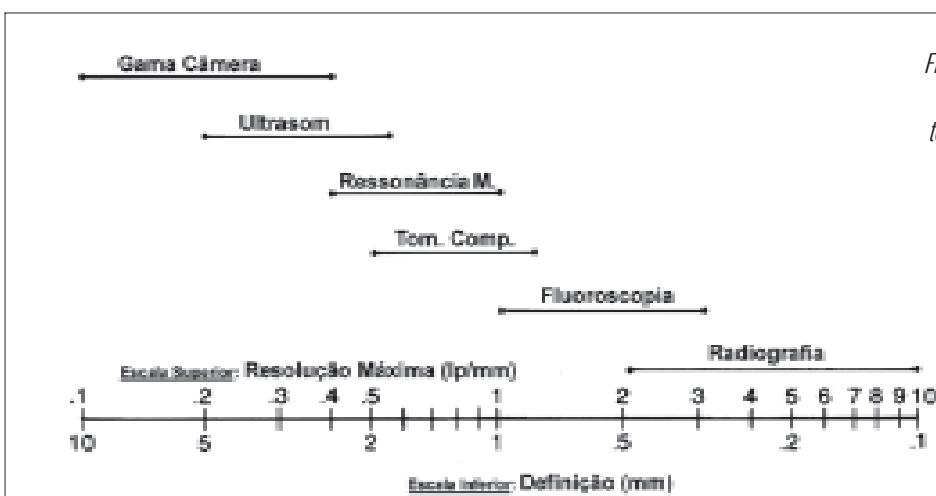 Gama Câmera
Ultrasom
Ressonância M.
Tom. Comp.
Fluoroscopia
Radiografia
Escala Superior: Resolução Máxima (lp/mm)
.1 .2 .3 .4 .5 1 2 3 4 5 6 7 8 9 10
10 .5 2 1 .5 .2 .1
Escala Inferior: Definição (mm)